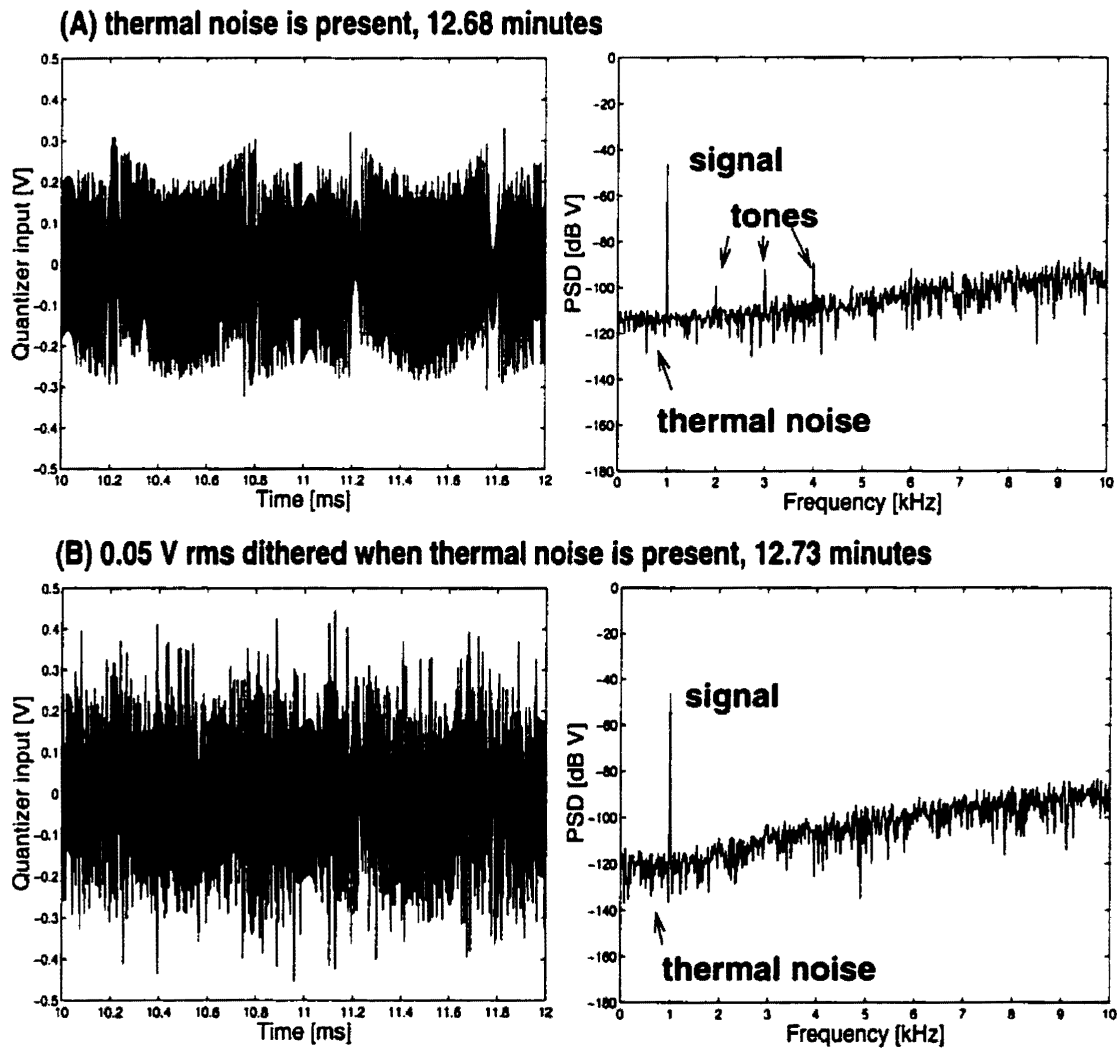 (A) thermal noise is present, 12.68 minutes
0.5
0.4
0.3
0.2
0.1
0
-0.1
-0.2
-0.3
-0.4
-0.5
Quantizer input [V]
10 10.2 10.4 10.6 10.8 11 11.2 11.4 11.6 11.8 12
Time [ms]
0
-20
-40
-60
-80
-100
-120
-140
-160
-180
PSD [dB V]
signal
tones
thermal noise
0 1 2 3 4 5 6 7 8 9 10
Frequency [kHz]
(B) 0.05 V rms dithered when thermal noise is present, 12.73 minutes
0.5
0.4
0.3
0.2
0.1
0
-0.1
-0.2
-0.3
-0.4
-0.5
Quantizer input [V]
10 10.2 10.4 10.6 10.8 11 11.2 11.4 11.6 11.8 12
Time [ms]
0
-20
-40
-60
-80
-100
-120
-140
-160
-180
PSD [dB V]
signal
thermal noise
0 1 2 3 4 5 6 7 8 9 10
Frequency [kHz]